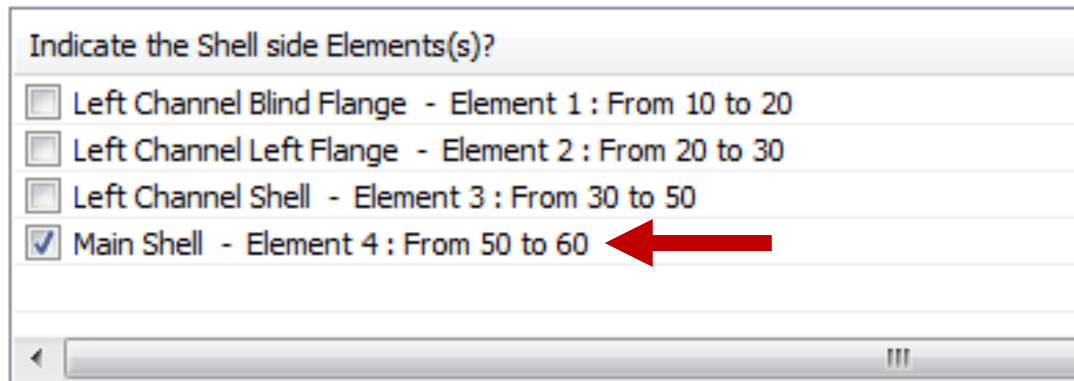 Indicate the Shell side Elements(s)?
Left Channel Blind Flange - Element 1 : From 10 to 20
Left Channel Left Flange - Element 2 : From 20 to 30
Left Channel Shell - Element 3 : From 30 to 50
Main Shell - Element 4 : From 50 to 60